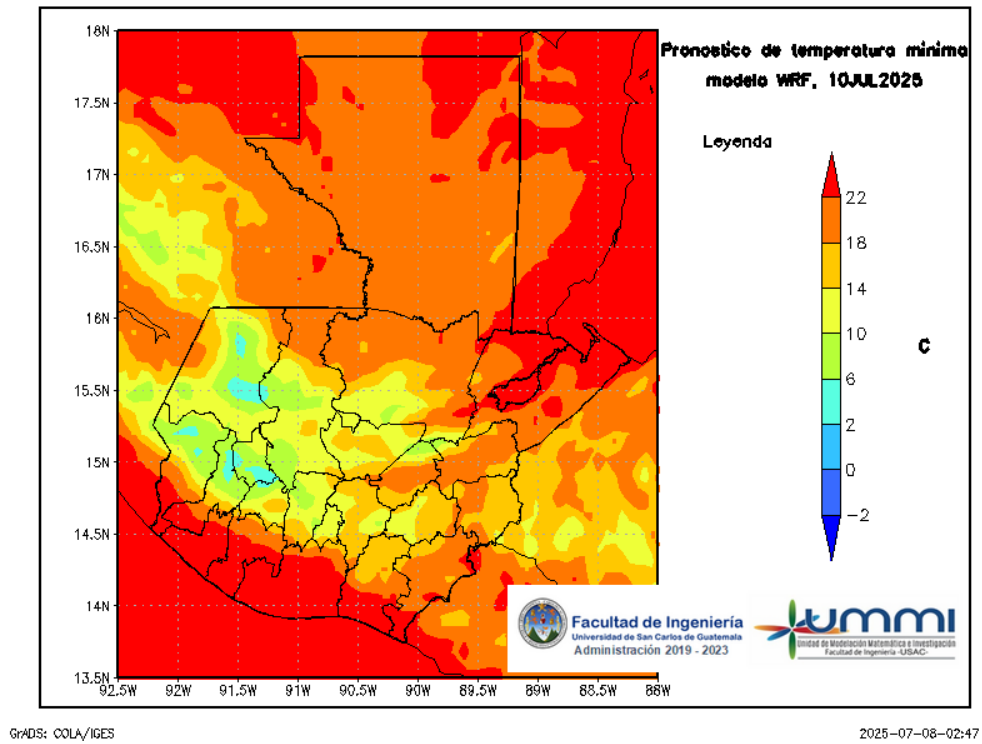 Pronostico de temperatura minima
modelo WRF, 10JUL2025
Leyenda
22
18
14
10
6
2
0
-2
C
18N
17.5N
17N
16.5N
16N
15.5N
15N
14.5N
14N
13.5N
92.5W 92W 91.5W 91W 90.5W 90W 89.5W 89W 88.5W 88W
Facultad de Ingeniería
Universidad de San Carlos de Guatemala
Administración 2019 - 2023
ummi
Unidad de Modelación Matemática e Investigación
Facultad de Ingeniería -USAC-
GrADS: COLA/IGES
2025-07-08-02:47